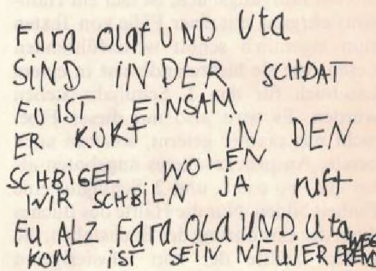 Fara Olaf UND Uta
SIND IN DER SCHDAT
FU IST EINSAM
ER KUKT IN DEN
SCHBIGEL WOLEN
WIR SCHBILN JA ruft
FU ALZ Fara OLa UND Uta WEG
KOM IST SEIN NEUJER FREMD